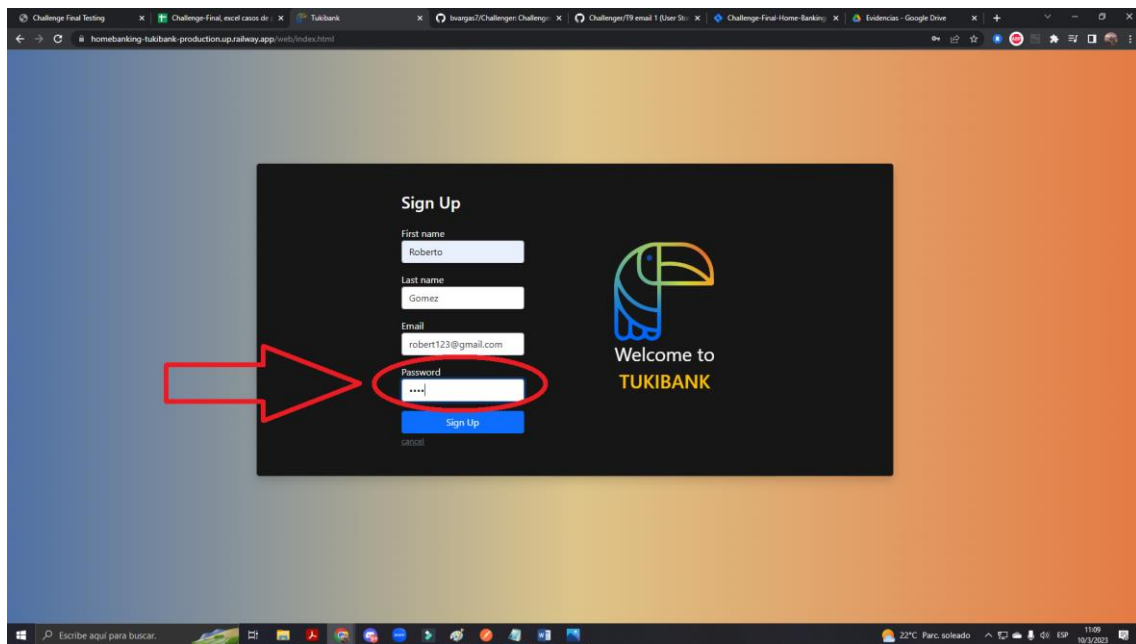 Challenge Final Testing
Challenge-Final, excel casos de
Tukibank
bvargas7/Challenger: Challenge
Challenger/T9 email 1 (User Sto
Challenge-Final-Home-Banking
Evidencias - Google Drive
homebanking-tukibank-production.up.railway.app/web/index.html
Sign Up
First name
Roberto
Last name
Gomez
Email
robert123@gmail.com
Password
••••
Sign Up
cancel
Welcome to
TUKIBANK
Escribe aquí para buscar.
22°C Parc. soleado
ESP
11:09
10/3/2023